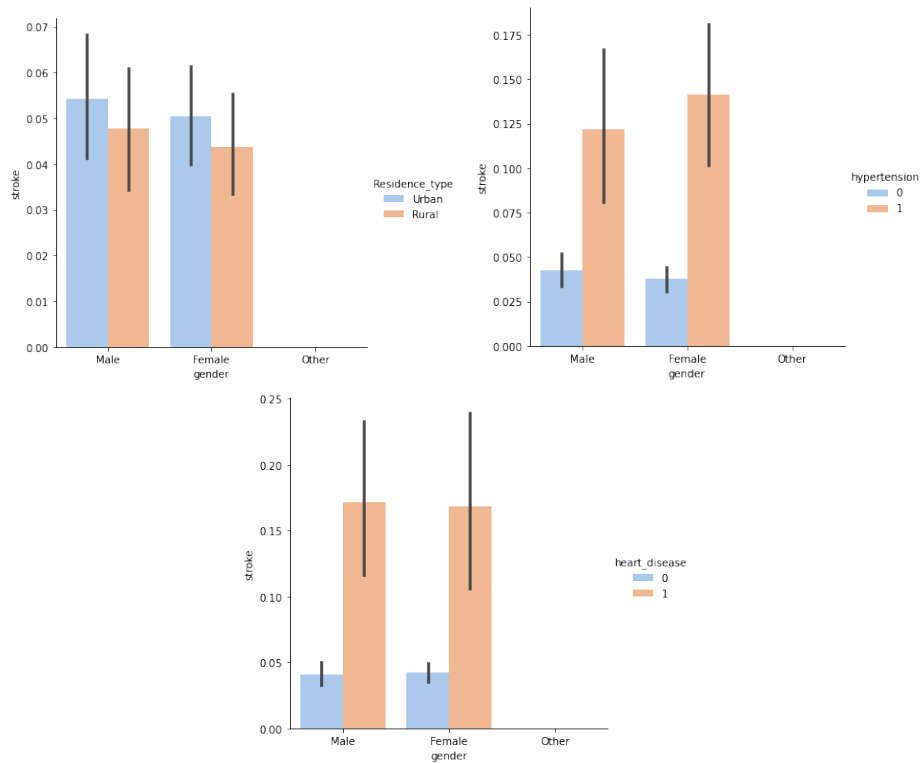 0.07
0.06
0.05
0.04
0.03
0.02
0.01
0.00
stroke
Male
Female
Other
gender
Residence_type
Urban
Rural
0.175
0.150
0.125
0.100
0.075
0.050
0.025
0.000
stroke
Male
Female
Other
gender
hypertension
0
1
0.25
0.20
0.15
0.10
0.05
0.00
stroke
Male
Female
Other
gender
heart_disease
0
1